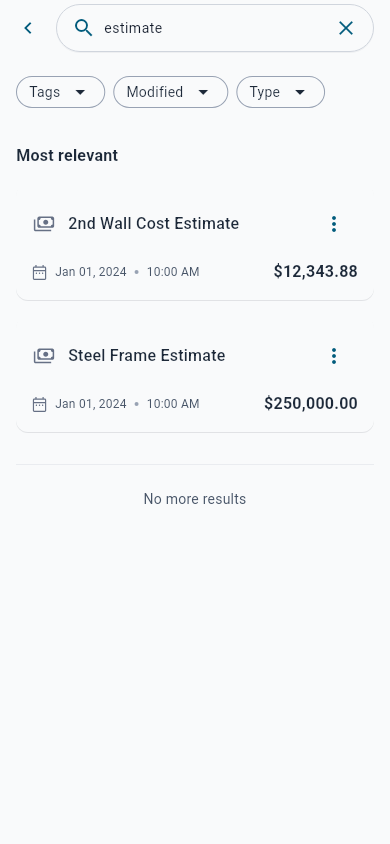 estimate
Tags
Modified
Type
Most relevant
2nd Wall Cost Estimate
Jan 01, 2024 • 10:00 AM
$12,343.88
Steel Frame Estimate
Jan 01, 2024 • 10:00 AM
$250,000.00
No more results